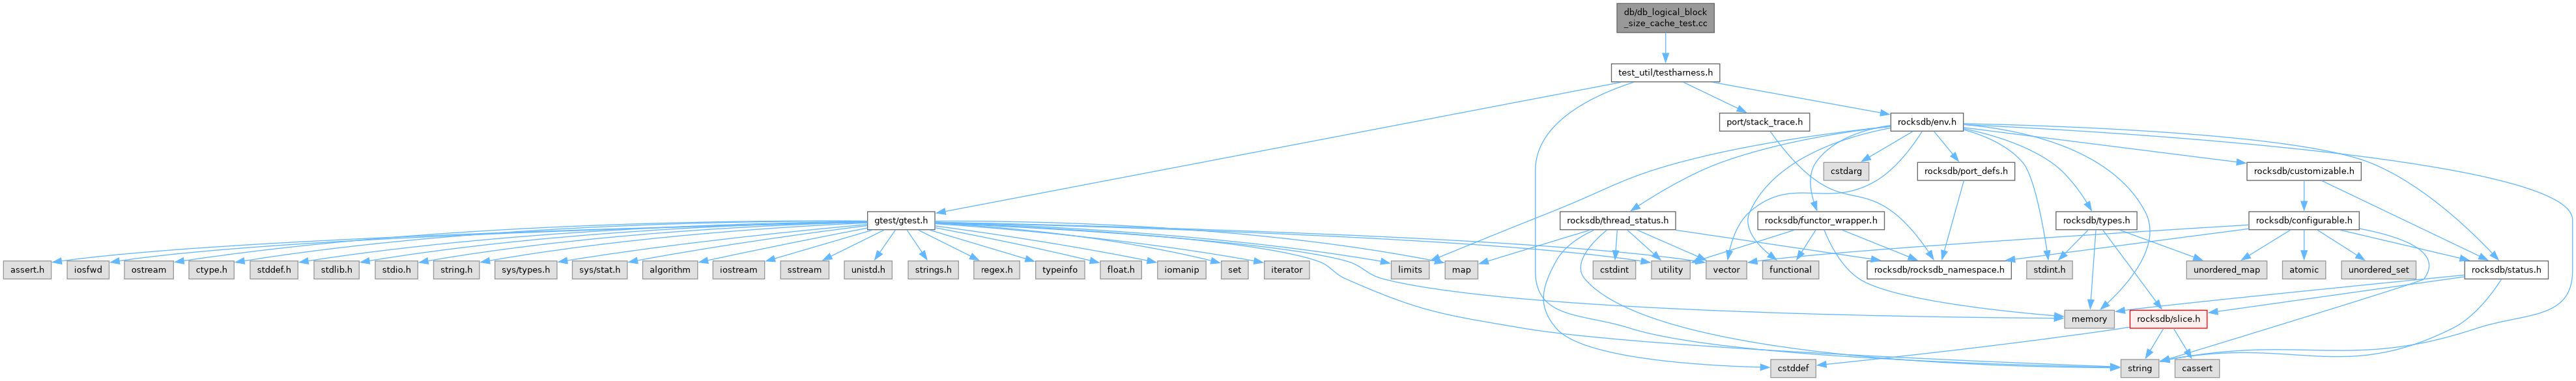 db/db_logical_block
_size_cache_test.cc
test_util/testharness.h
port/stack_trace.h
rocksdb/env.h
cstdarg
rocksdb/port_defs.h
rocksdb/customizable.h
gtest/gtest.h
rocksdb/thread_status.h
rocksdb/functor_wrapper.h
rocksdb/types.h
rocksdb/configurable.h
assert.h
iosfwd
ostream
ctype.h
stddef.h
stdlib.h
stdio.h
string.h
sys/types.h
sys/stat.h
algorithm
iostream
sstream
unistd.h
strings.h
regex.h
typeinfo
float.h
iomanip
set
iterator
limits
map
cstdint
utility
vector
functional
rocksdb/rocksdb_namespace.h
stdint.h
unordered_map
atomic
unordered_set
rocksdb/status.h
memory
rocksdb/slice.h
cstddef
string
cassert